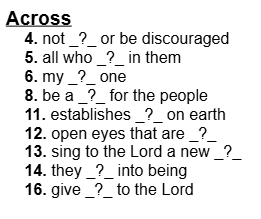 Across
4. not _?_ or be discouraged
5. all who _?_ in them
6. my _?_ one
8. be a _?_ for the people
11. establishes _?_ on earth
12. open eyes that are _?_
13. sing to the Lord a new _?_
14. they _?_ into being
16. give _?_ to the Lord